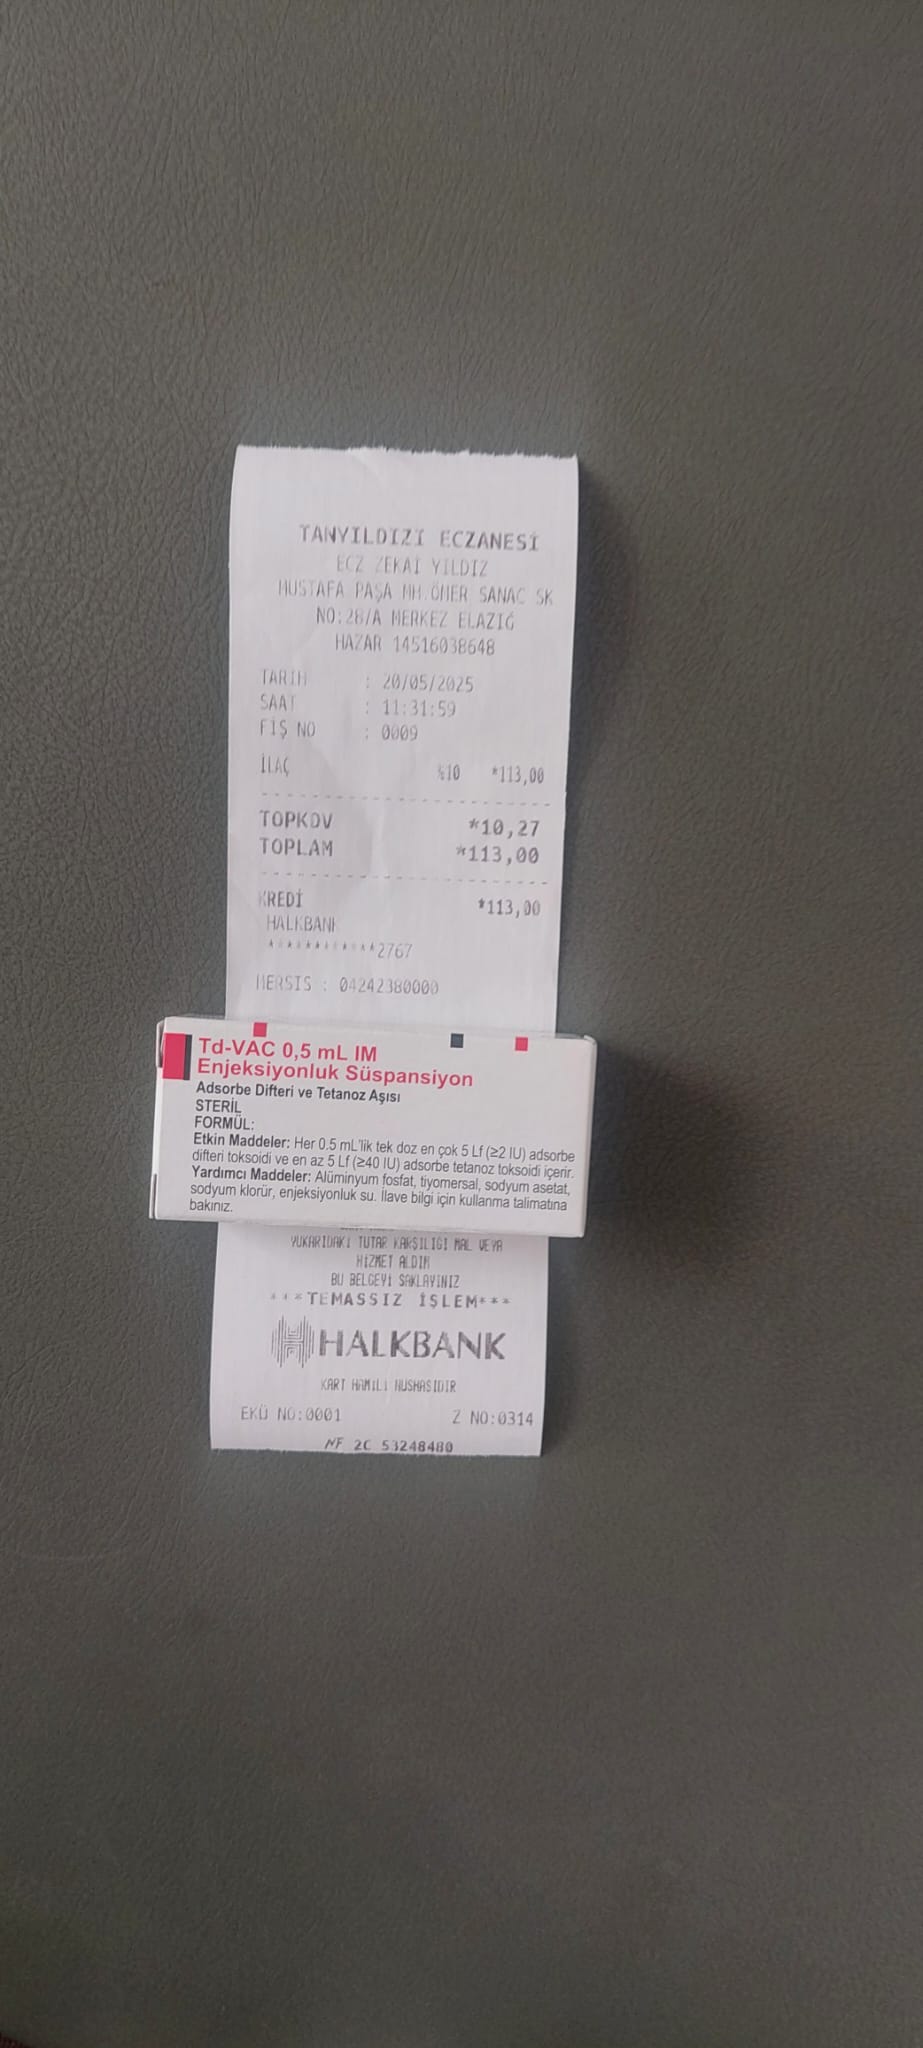 TANYILDIZI ECZANESİ
ECZ ZEKAİ YILDIZ
MUSTAFA PAŞA MH.ÖMER SANAC SK
NO:28/A MERKEZ ELAZIĞ
HAZAR 14516038648
TARİH : 20/05/2025
SAAT : 11:31:59
FİŞ NO : 0009
İLAÇ %10 *113,00
TOPKDV *10,27
TOPLAM *113,00
KREDİ *113,00
HALKBANK
************2767
MERSIS : 04242380000
Td-VAC 0,5 mL IM
Enjeksiyonluk Süspansiyon
Adsorbe Difteri ve Tetanoz Aşısı
STERİL
FORMÜL:
Etkin Maddeler: Her 0.5 mL'lik tek doz en çok 5 Lf (≥2 IU) adsorbe
difteri toksoidi ve en az 5 Lf (≥40 IU) adsorbe tetanoz toksoidi içerir.
Yardımcı Maddeler: Alüminyum fosfat, tiyomersal, sodyum asetat,
sodyum klorür, enjeksiyonluk su. İlave bilgi için kullanma talimatına
bakınız.
YUKARIDAKİ TUTAR KARŞILIĞI MAL VEYA
HİZMET ALDIM
BU BELGEYİ SAKLAYINIZ
***TEMASSIZ İŞLEM***
HALKBANK
KART HAMİLİ NUSHASIDIR
EKÜ NO:0001 Z NO:0314
NF 2C 53248480